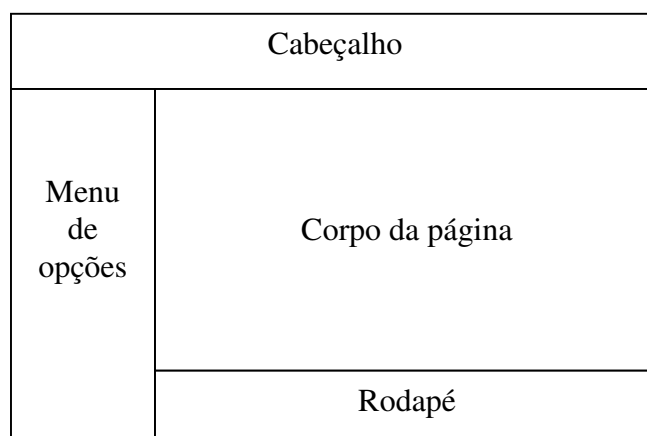 Cabeçalho
Menu
de
opções
Corpo da página
Rodapé